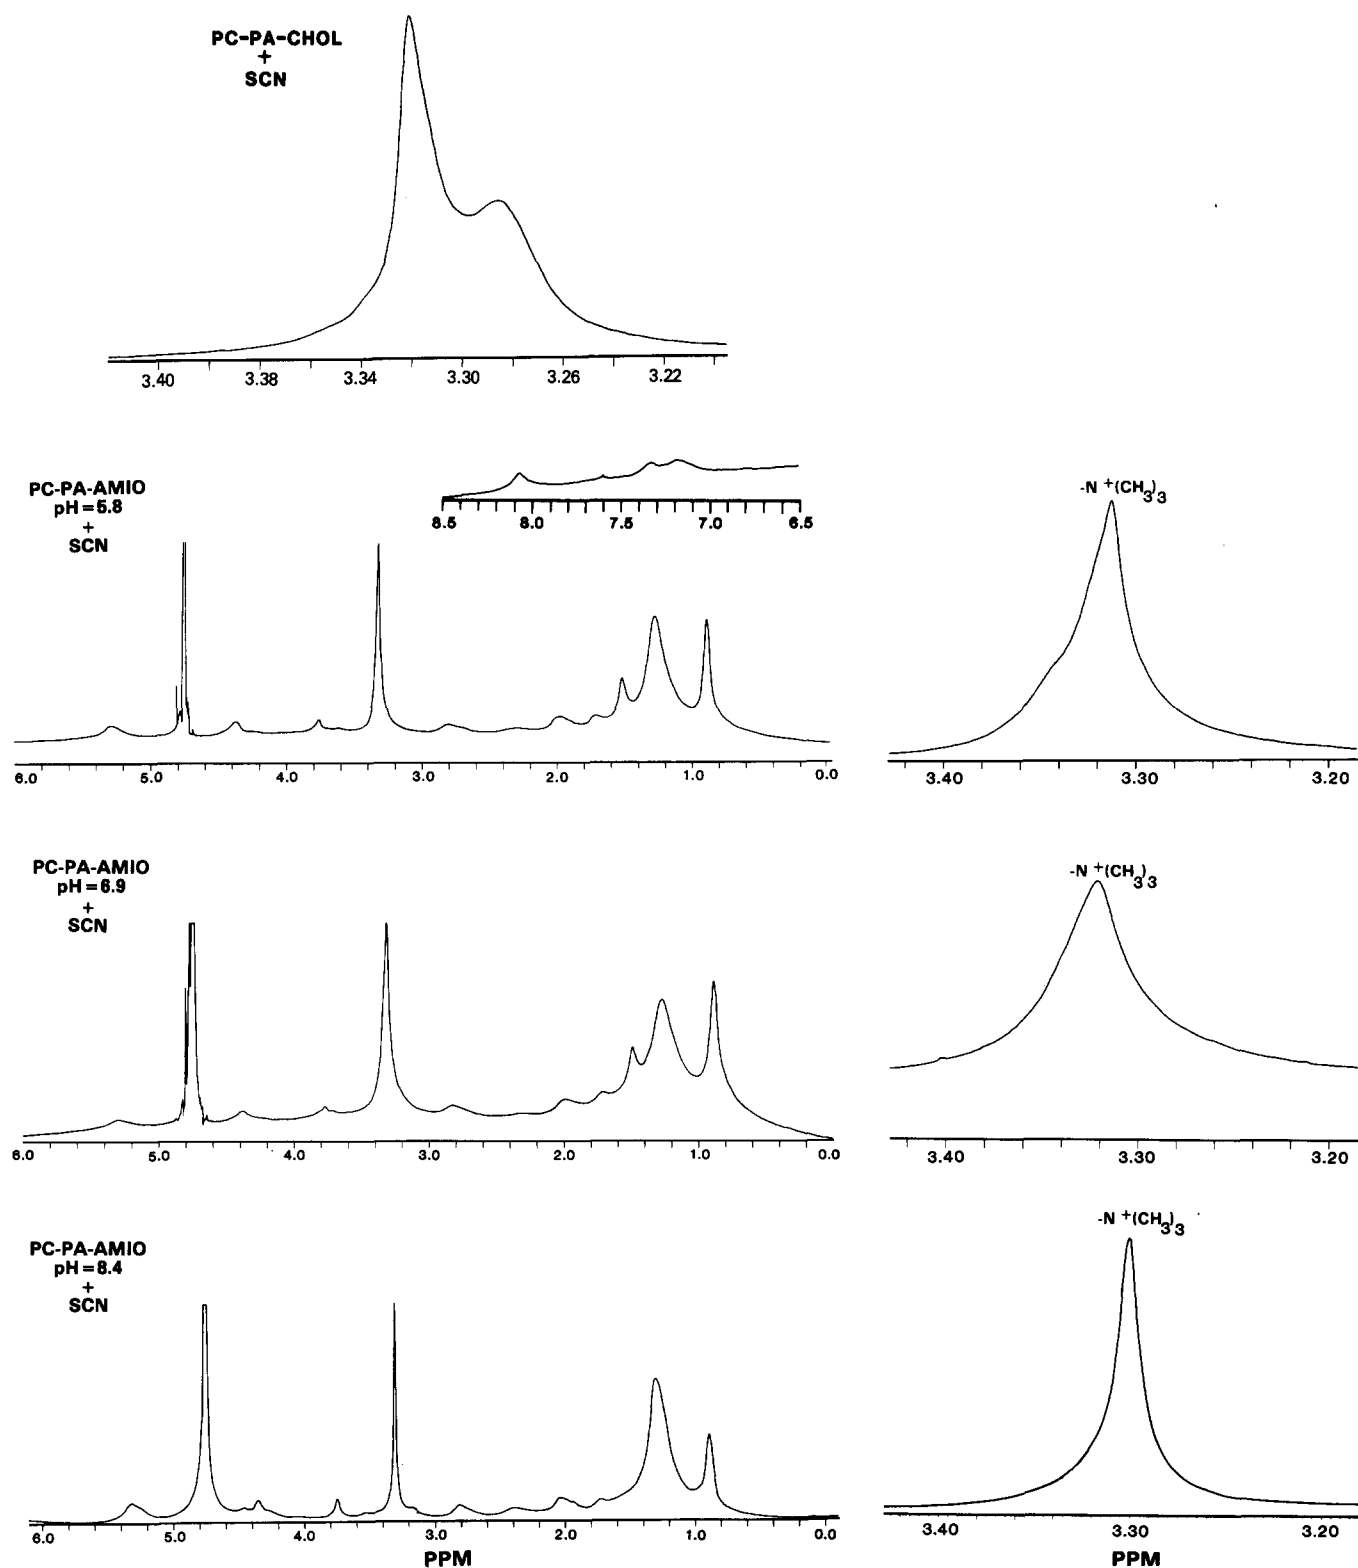 PC-PA-CHOL
+
SCN
3.40 3.38 3.34 3.30 3.26 3.22
PC-PA-AMIO
pH=5.8
+
SCN
8.5 8.0 7.5 7.0 6.5
-N+(CH3)3
6.0 5.0 4.0 3.0 2.0 1.0 0.0
3.40 3.30 3.20
PC-PA-AMIO
pH=6.9
+
SCN
-N+(CH3)3
6.0 5.0 4.0 3.0 2.0 1.0 0.0
3.40 3.30 3.20
PC-PA-AMIO
pH=8.4
+
SCN
-N+(CH3)3
6.0 5.0 4.0 3.0 2.0 1.0 0.0
PPM
3.40 3.30 3.20
PPM